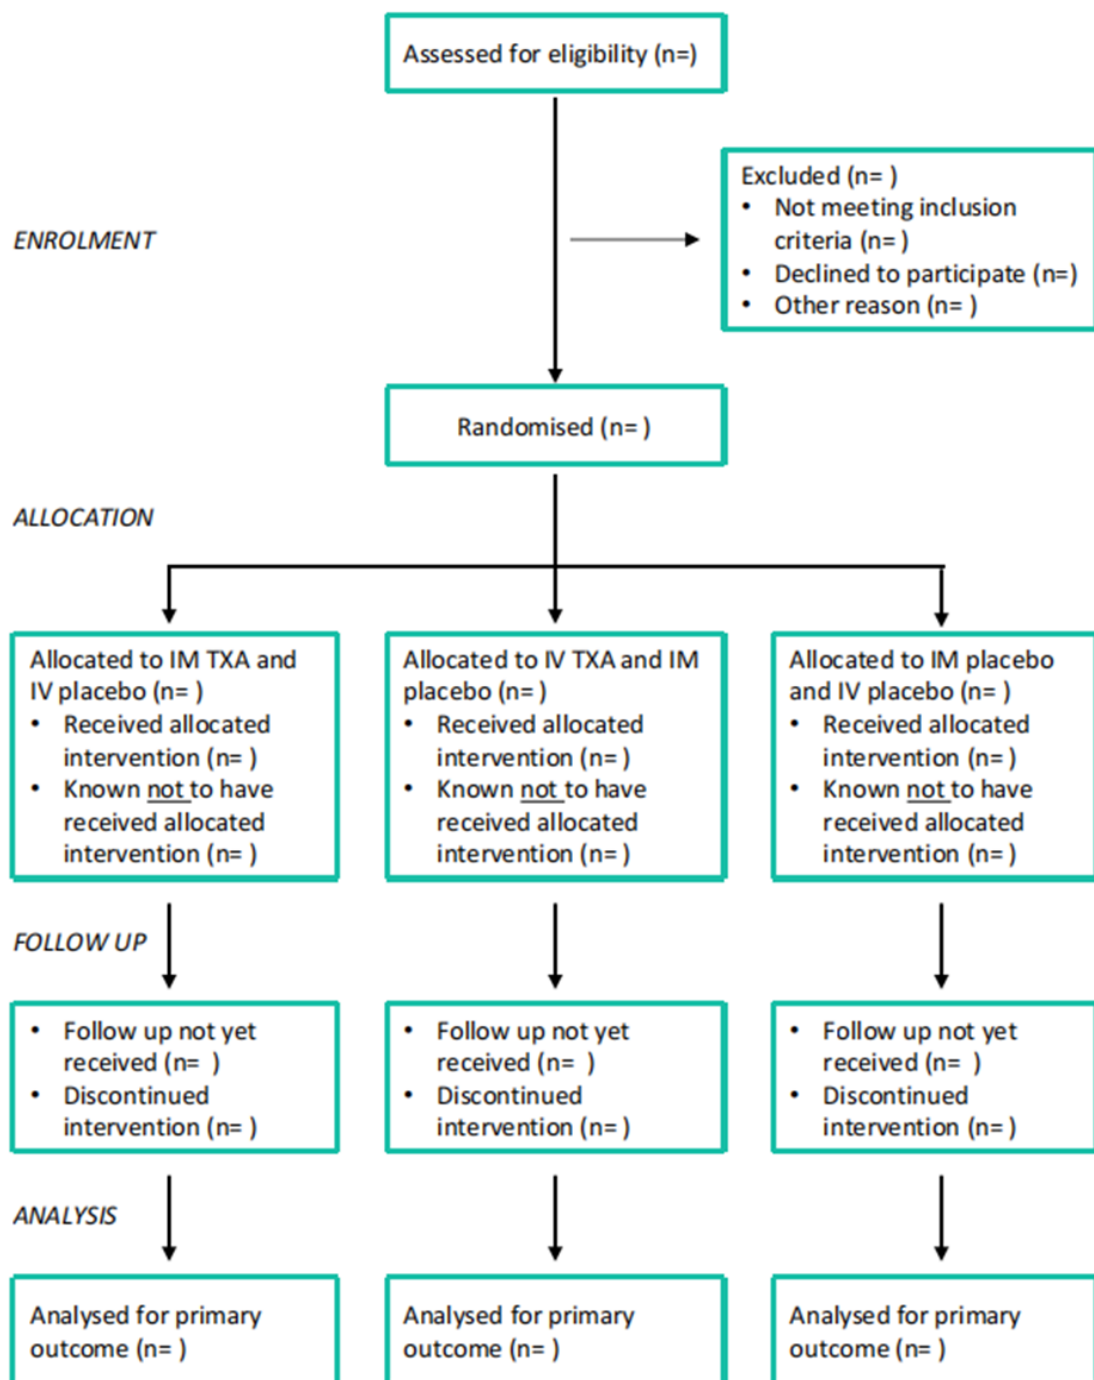 Assessed for eligibility (n=)
Excluded (n= )
• Not meeting inclusion
criteria (n= )
• Declined to participate (n=)
• Other reason (n= )
ENROLMENT
Randomised (n= )
ALLOCATION
Allocated to IM TXA and
IV placebo (n= )
• Received allocated
intervention (n= )
• Known not to have
received allocated
intervention (n= )
Allocated to IV TXA and IM
placebo (n= )
• Received allocated
intervention (n= )
• Known not to have
received allocated
intervention (n= )
Allocated to IM placebo
and IV placebo (n= )
• Received allocated
intervention (n= )
• Known not to have
received allocated
intervention (n= )
FOLLOW UP
• Follow up not yet
received (n=  )
• Discontinued
intervention (n= )
• Follow up not yet
received (n=  )
• Discontinued
intervention (n= )
• Follow up not yet
received (n=  )
• Discontinued
intervention (n= )
ANALYSIS
Analysed for primary
outcome (n= )
Analysed for primary
outcome (n= )
Analysed for primary
outcome (n= )